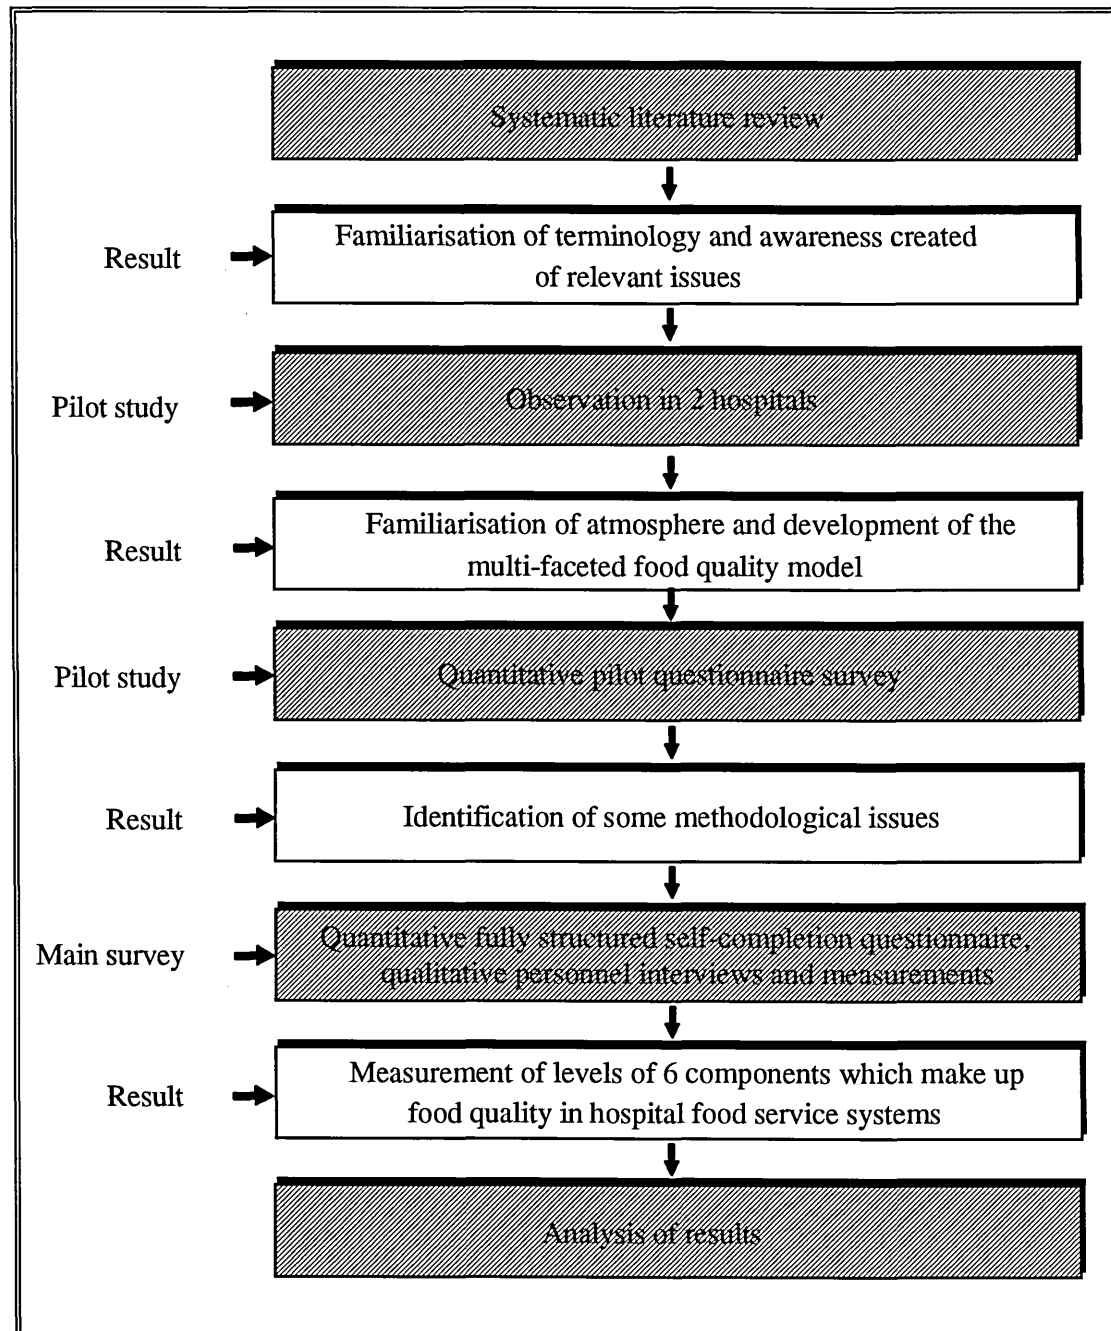 Systematic literature review
Result
Familiarisation of terminology and awareness created
of relevant issues
Pilot study
Observation in 2 hospitals
Result
Familiarisation of atmosphere and development of the
multi-faceted food quality model
Pilot study
Quantitative pilot questionnaire survey
Result
Identification of some methodological issues
Main survey
Quantitative fully structured self-completion questionnaire,
qualitative personnel interviews and measurements
Result
Measurement of levels of 6 components which make up
food quality in hospital food service systems
Analysis of results